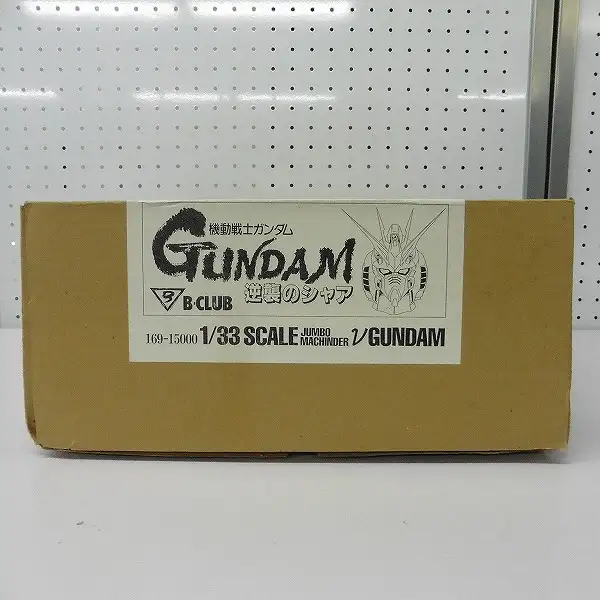 機動戦士ガンダム
GUNDAM
B B-CLUB 逆襲のシャア
169-15000 1/33 SCALE JUMBO MACHINDER ν GUNDAM